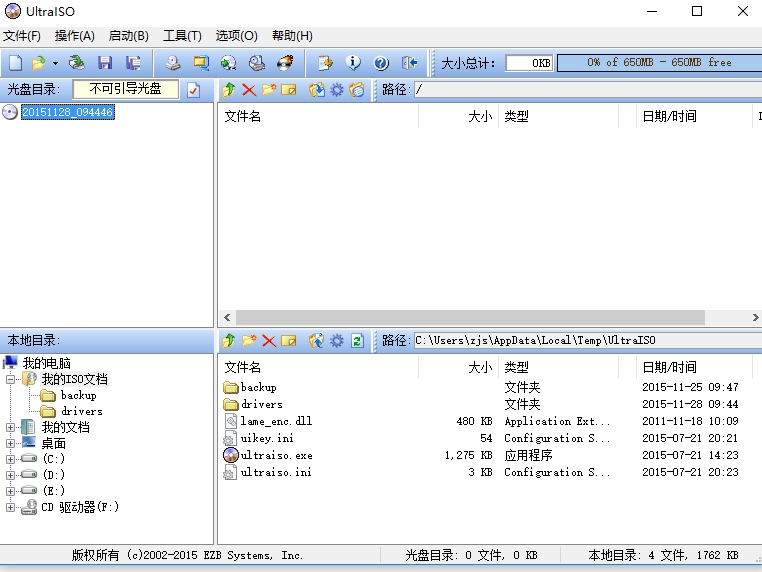 UltraISO
文件(F) 操作(A) 启动(B) 工具(T) 选项(O) 帮助(H)
大小总计: 0KB 0% of 650MB - 650MB free
光盘目录: 不可引导光盘 路径: /
20151128_094446
文件名 大小 类型 日期/时间
本地目录: 路径: C:\Users\zjs\AppData\Local\Temp\UltraISO
我的电脑
我的ISO文档
backup
drivers
我的文档
桌面
(C:)
(D:)
(E:)
CD 驱动器(F:)
文件名 大小 类型 日期/时间
backup 文件夹 2015-11-25 09:47
drivers 文件夹 2015-11-28 09:44
lame_enc.dll 480 KB Application Ext... 2011-11-18 10:09
uikey.ini 54 Configuration S... 2015-07-21 20:21
ultraiso.exe 1,275 KB 应用程序 2015-07-21 14:23
ultraiso.ini 3 KB Configuration S... 2015-07-21 20:23
版权所有 (c)2002-2015 EZB Systems, Inc. 光盘目录: 0 文件, 0 KB 本地目录: 4 文件, 1762 KB